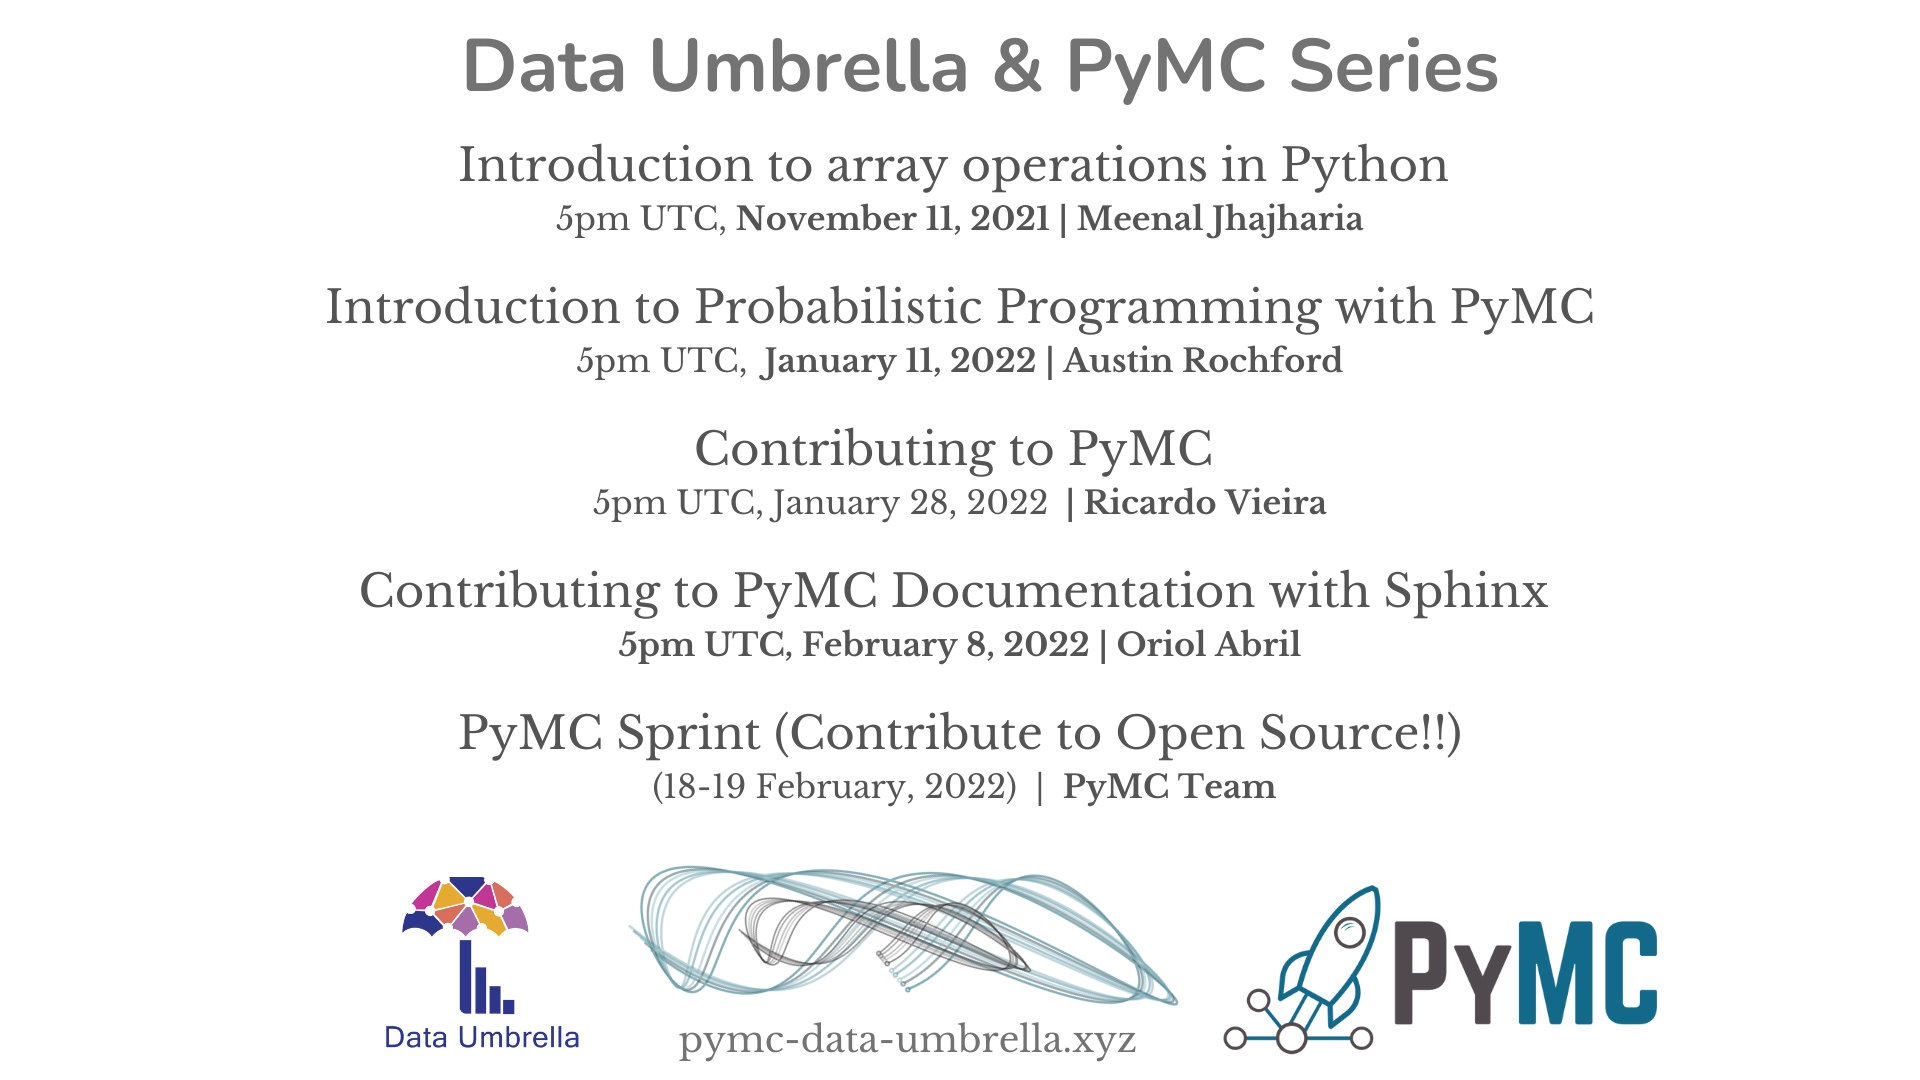 Data Umbrella & PyMC Series
Introduction to array operations in Python
5pm UTC, November 11, 2021 | Meenal Jhajharia
Introduction to Probabilistic Programming with PyMC
5pm UTC, January 11, 2022 | Austin Rochford
Contributing to PyMC
5pm UTC, January 28, 2022 | Ricardo Vieira
Contributing to PyMC Documentation with Sphinx
5pm UTC, February 8, 2022 | Oriol Abril
PyMC Sprint (Contribute to Open Source!!)
(18-19 February, 2022) | PyMC Team
Data Umbrella
pymc-data-umbrella.xyz
PyMC